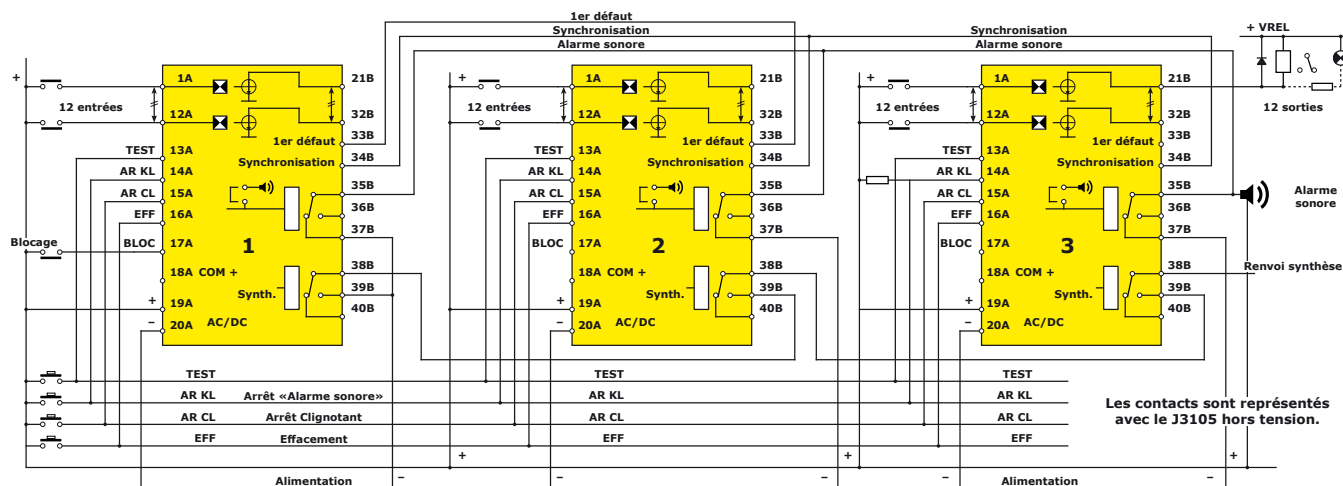 1er défaut
Synchronisation
Alarme sonore
Synchronisation
Alarme sonore
+ VREL
+
12 entrées
1A
12A
21B
32B
33B
1er défaut
34B
Synchronisation
TEST
13A
AR KL
14A
AR CL
15A
EFF
16A
Blocage
BLOC
17A
18A
COM +
+
19A
–
20A
AC/DC
1
Synth.
35B
36B
37B
38B
39B
40B
+
12 entrées
1A
12A
21B
32B
33B
1er défaut
34B
Synchronisation
TEST
13A
AR KL
14A
AR CL
15A
EFF
16A
BLOC
17A
18A
COM +
+
19A
–
20A
AC/DC
2
Synth.
35B
36B
37B
38B
39B
40B
+
12 entrées
1A
12A
21B
32B
33B
1er défaut
34B
Synchronisation
TEST
13A
AR KL
14A
AR CL
15A
EFF
16A
BLOC
17A
18A
COM +
+
19A
–
20A
AC/DC
3
Synth.
35B
36B
37B
38B
39B
40B
12 sorties
Alarme
sonore
Renvoi synthèse
TEST
TEST
TEST
AR KL
Arrêt «Alarme sonore»
AR KL
AR KL
AR CL
Arrêt Clignotant
AR CL
AR CL
EFF
Effacement
EFF
EFF
Les contacts sont représentés
avec le J3105 hors tension.
+
+
+
–
Alimentation
–
–
–
–
Alimentation
–